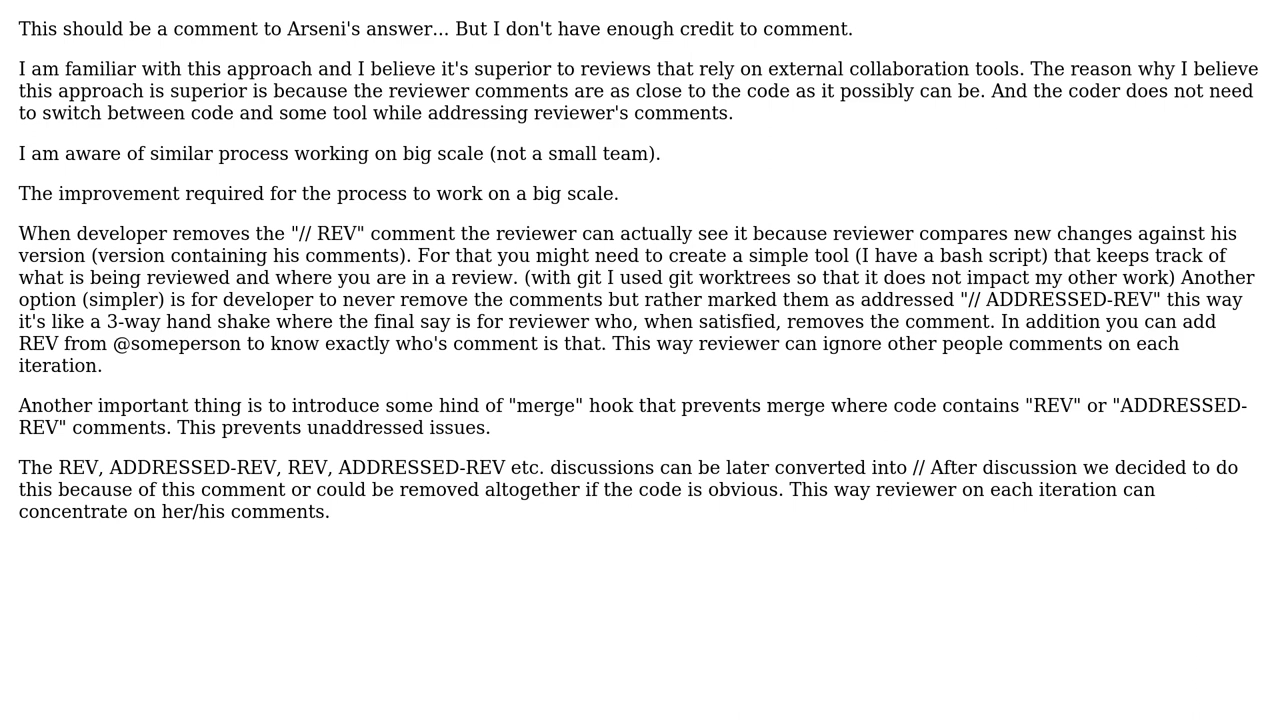 This should be a comment to Arseni's answer... But I don't have enough credit to comment.
I am familiar with this approach and I believe it's superior to reviews that rely on external collaboration tools. The reason why I believe
this approach is superior is because the reviewer comments are as close to the code as it possibly can be. And the coder does not need
to switch between code and some tool while addressing reviewer's comments.
I am aware of similar process working on big scale (not a small team).
The improvement required for the process to work on a big scale.
When developer removes the "// REV" comment the reviewer can actually see it because reviewer compares new changes against his
version (version containing his comments). For that you might need to create a simple tool (I have a bash script) that keeps track of
what is being reviewed and where you are in a review. (with git I used git worktrees so that it does not impact my other work) Another
option (simpler) is for developer to never remove the comments but rather marked them as addressed "// ADDRESSED-REV" this way
it's like a 3-way hand shake where the final say is for reviewer who, when satisfied, removes the comment. In addition you can add
REV from @someperson to know exactly who's comment is that. This way reviewer can ignore other people comments on each
iteration.
Another important thing is to introduce some hind of "merge" hook that prevents merge where code contains "REV" or "ADDRESSED-
REV" comments. This prevents unaddressed issues.
The REV, ADDRESSED-REV, REV, ADDRESSED-REV etc. discussions can be later converted into // After discussion we decided to do
this because of this comment or could be removed altogether if the code is obvious. This way reviewer on each iteration can
concentrate on her/his comments.